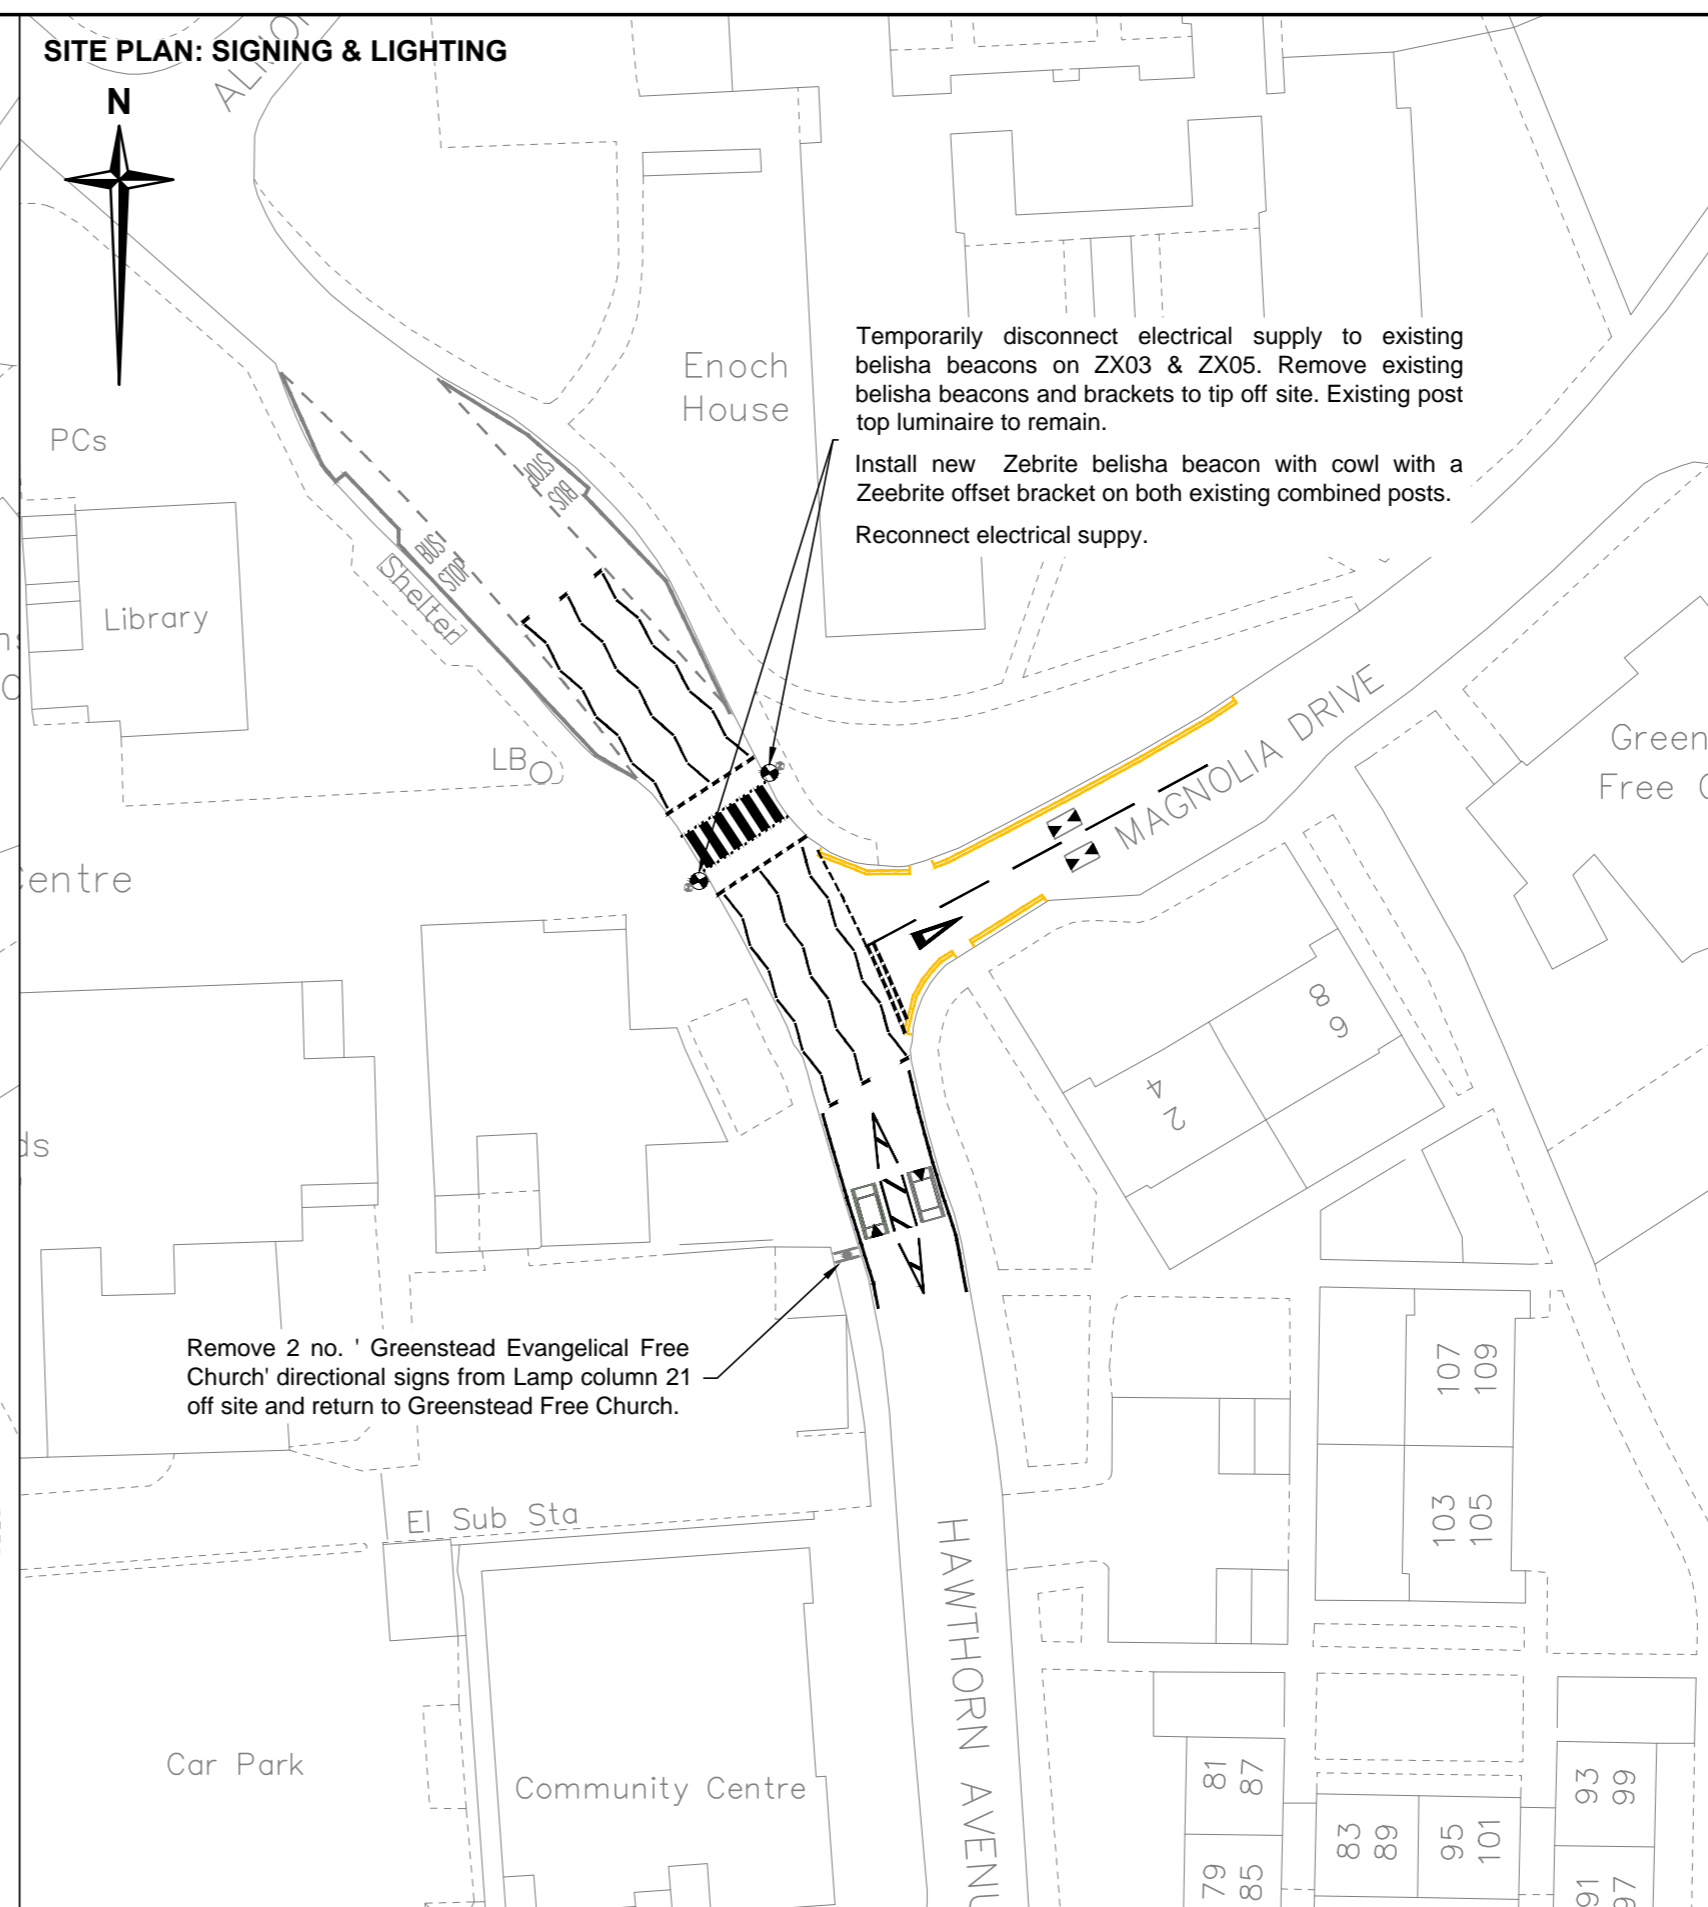 SITE PLAN: SIGNING & LIGHTING
N
Temporarily disconnect electrical supply to existing
belisha beacons on ZX03 & ZX05. Remove existing
belisha beacons and brackets to tip off site. Existing post
top luminaire to remain.
Install new Zebrite belisha beacon with cowl with a
Zeebrite offset bracket on both existing combined posts.
Reconnect electrical suppy.
Enoch
House
PCs
BUS
STOP
BUS
STOP
Shelter
Library
LB
MAGNOLIA DRIVE
Green
Free
entre
8
6
4
2
ds
Remove 2 no. ' Greenstead Evangelical Free
Church' directional signs from Lamp column 21
off site and return to Greenstead Free Church.
107
109
103
105
El Sub Sta
HAWTHORN AVENU
Car Park
Community Centre
81
87
93
99
83
89
95
101
79
85
91
97